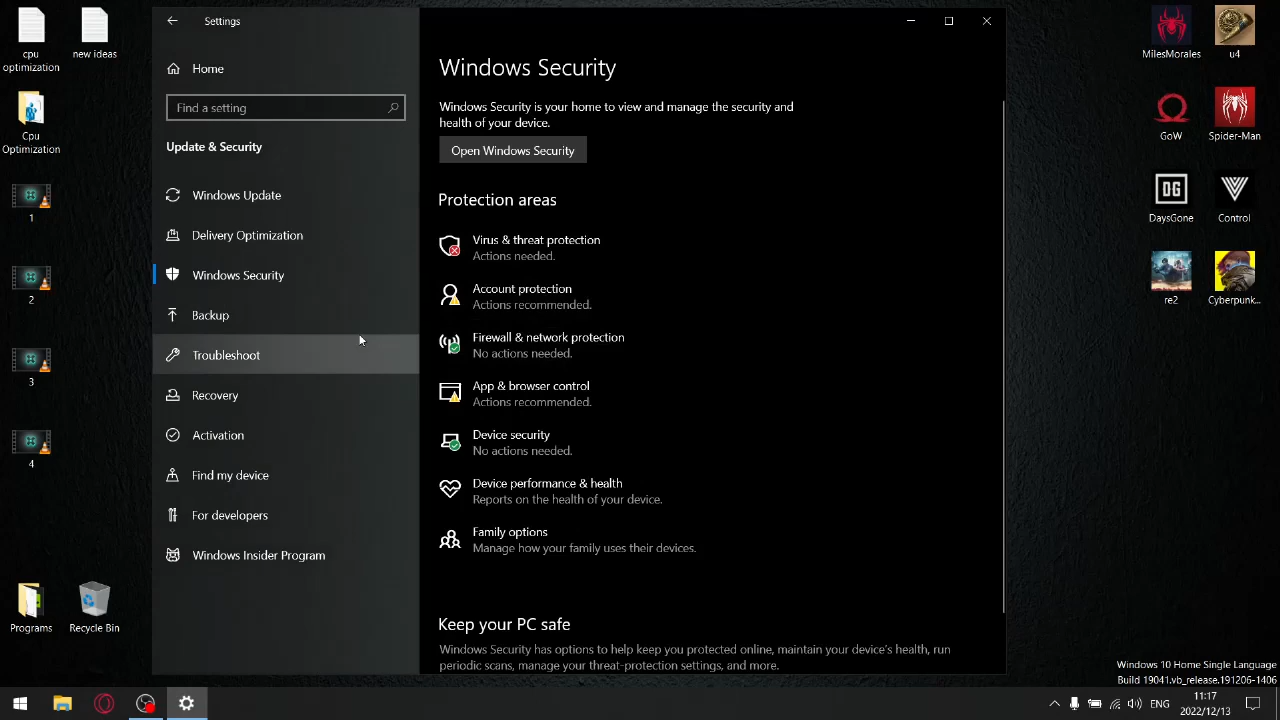 cpu
optimization
new ideas
Cpu
Optimization
1
2
3
4
Programs
Recycle Bin
Settings
Home
Find a setting
Update & Security
Windows Update
Delivery Optimization
Windows Security
Backup
Troubleshoot
Recovery
Activation
Find my device
For developers
Windows Insider Program
Windows Security
Windows Security is your home to view and manage the security and
health of your device.
Open Windows Security
Protection areas
Virus & threat protection
Actions needed.
Account protection
Actions recommended.
Firewall & network protection
No actions needed.
App & browser control
Actions recommended.
Device security
No actions needed.
Device performance & health
Reports on the health of your device.
Family options
Manage how your family uses their devices.
Keep your PC safe
Windows Security has options to help keep you protected online, maintain your device's health, run
periodic scans, manage your threat-protection settings, and more.
MilesMorales
u4
GoW
Spider-Man
DG
DaysGone
Control
re2
Cyberpunk...
Windows 10 Home Single Language
Build 19041.vb_release.191206-1406
ENG
11:17
2022/12/13